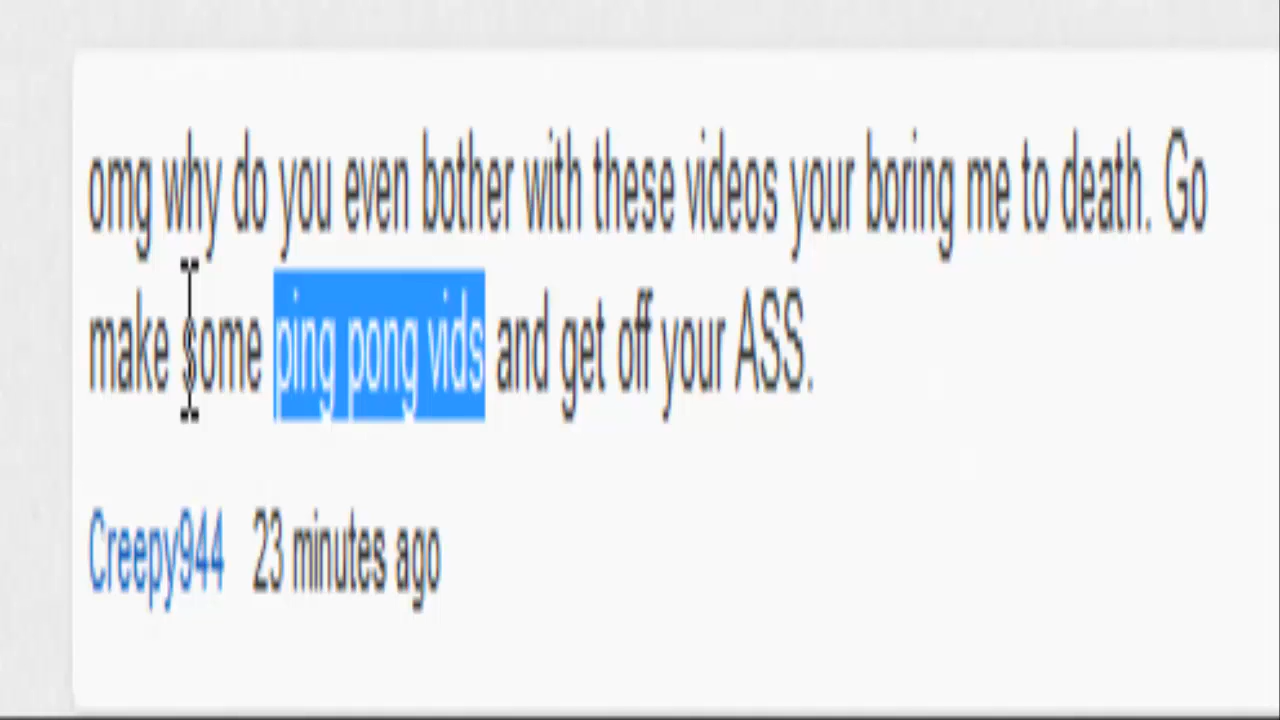 omg why do you even bother with these videos your boring me to death. Go
make some ping pong vids and get off your ASS.
Creepy944 23 minutes ago